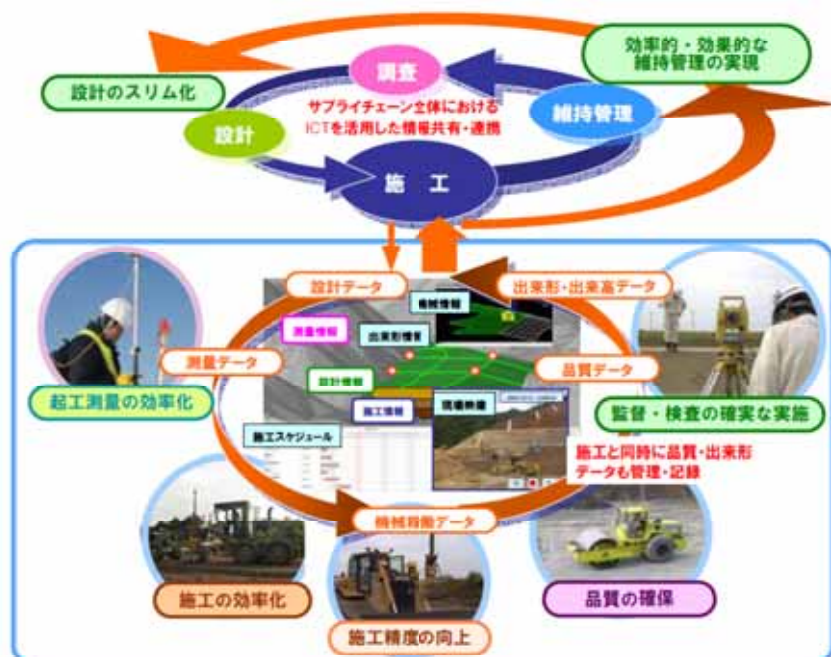 効率的・効果的な
維持管理の実現
調査
設計のスリム化
維持管理
サプライチェーン立体における
ICTを活用した情報共有・連携
設計
施 工
設計データ
出来形・出来高データ
機械情報
測量情報
出来形情報
測量データ
品質データ
設計情報
起工測量の効率化
施工情報
現場映像
監督・検査の確実な実施
施工スケジュール
施工と同時に品質・出来形
データも管理・記録
機械稼働データ
施工の効率化
品質の確保
施工精度の向上